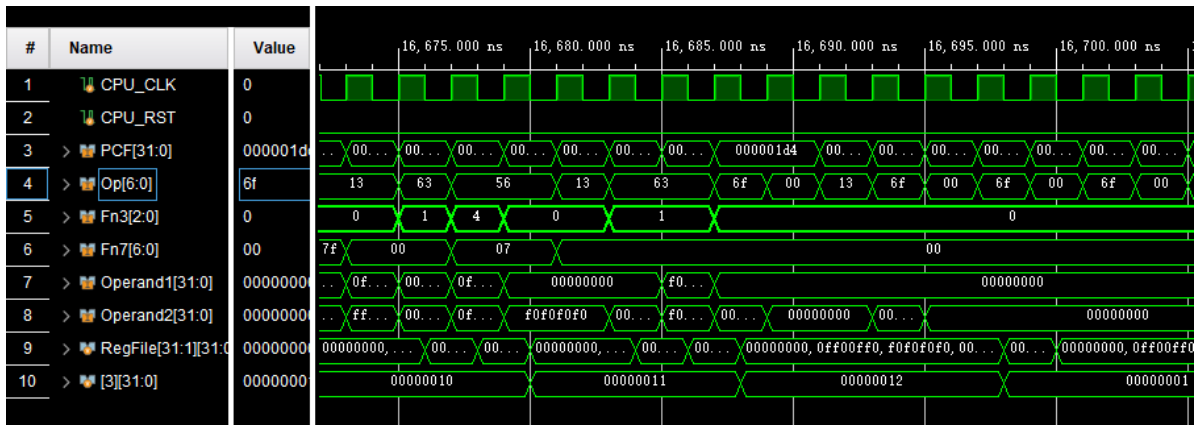 # Name Value 16,675.000 ns 16,680.000 ns 16,685.000 ns 16,690.000 ns 16,695.000 ns 16,700.000 ns
1 CPU_CLK 0
2 CPU_RST 0
3 > PCF[31:0] 000001d ... 00... 00... 00... 00... 00... 00... 00... 000001d4 00... 00... 00... 00... 00... 00... 00...
4 > Op[6:0] 6f 13 63 56 13 63 6f 00 13 6f 00 6f 00 6f 00
5 > Fn3[2:0] 0 0 1 4 0 1 0
6 > Fn7[6:0] 00 7f 00 07 00
7 > Operand1[31:0] 00000000 ... 0f... 00... 0f... 00000000 f0... 00000000
8 > Operand2[31:0] 00000000 ... ff... 00... 0f... f0f0f0f0 00... f0... 00... 00000000 00... 00000000
9 > RegFile[31:1][31:0 00000000 00000000,... 00... 00... 00000000,... 00... 00... 00000000, 0ff00ff0, f0f0f0f0, 00... 00... 00000000, 0ff00ff0
10 > [3][31:0] 00000001 00000010 00000011 00000012 00000001